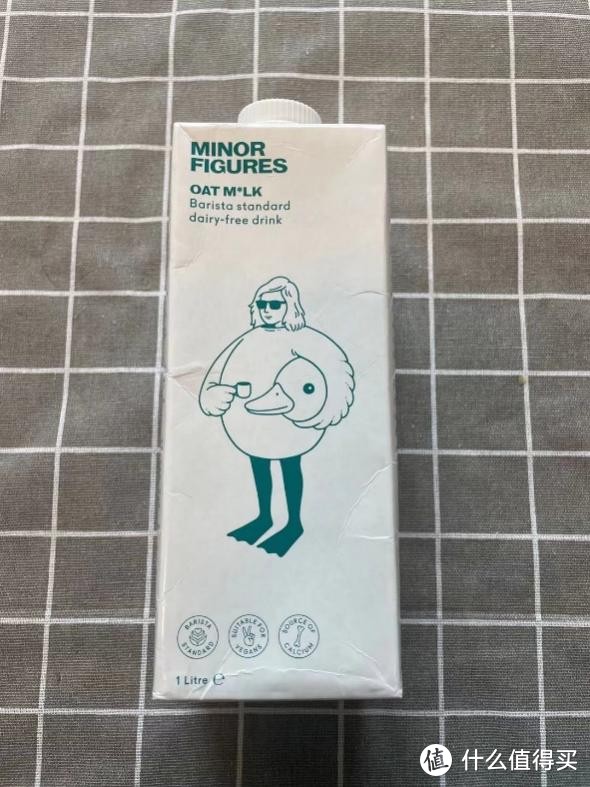 MINOR
FIGURES
OAT M*LK
Barista standard
dairy-free drink
BARISTA
STANDARD
SUITABLE FOR
VEGANS
SOURCE OF
CALCIUM
1 Litre ℮
值 什么值得买